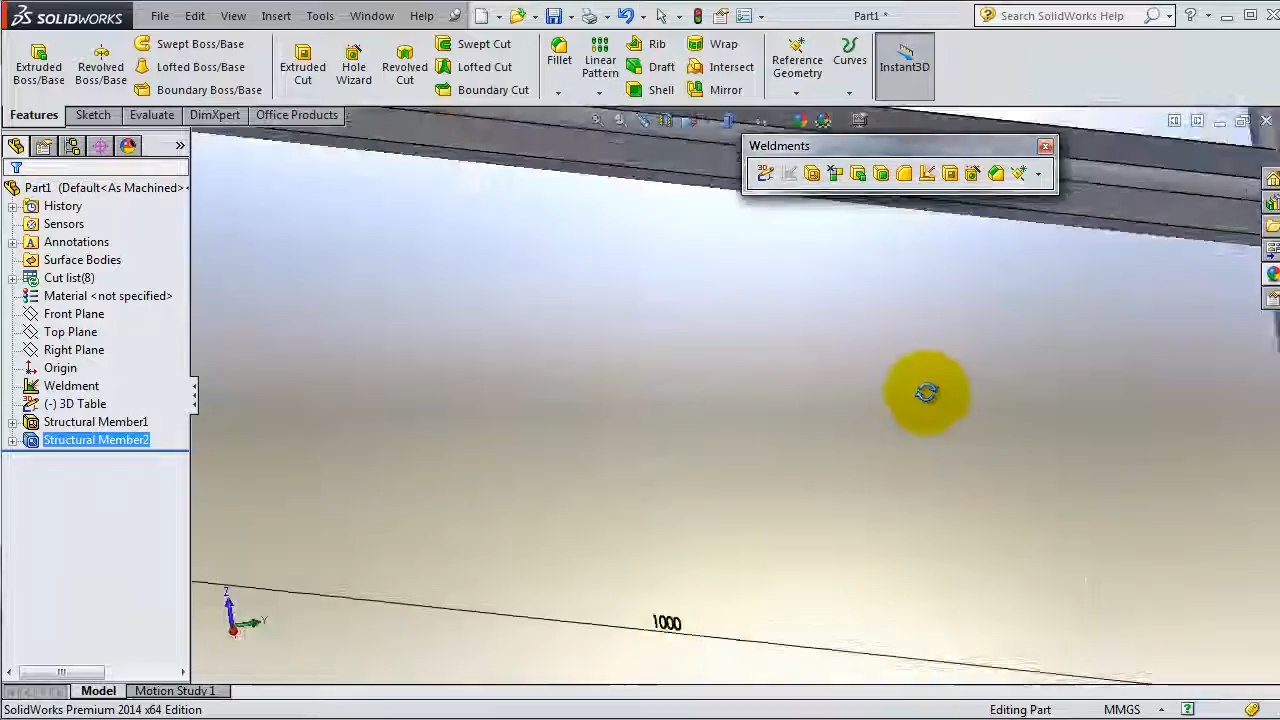 SOLIDWORKS File Edit View Insert Tools Window Help Part1 * Search SolidWorks Help
Extruded Boss/Base
Revolved Boss/Base
Swept Boss/Base
Lofted Boss/Base
Boundary Boss/Base
Extruded Cut
Hole Wizard
Revolved Cut
Swept Cut
Lofted Cut
Boundary Cut
Fillet
Linear Pattern
Rib
Draft
Shell
Wrap
Intersect
Mirror
Reference Geometry
Curves
Instant3D
Features Sketch Evaluate DimXpert Office Products
Weldments
Part1 (Default<As Machined>
History
Sensors
Annotations
Surface Bodies
Cut list(8)
Material <not specified>
Front Plane
Top Plane
Right Plane
Origin
Weldment
(-) 3D Table
Structural Member1
Structural Member2
1000
Z
Y
Model Motion Study 1
SolidWorks Premium 2014 x64 Edition Editing Part MMGS